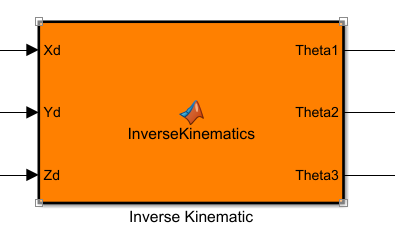 Xd
Theta1
Yd
Theta2
InverseKinematics
Zd
Theta3
Inverse Kinematic